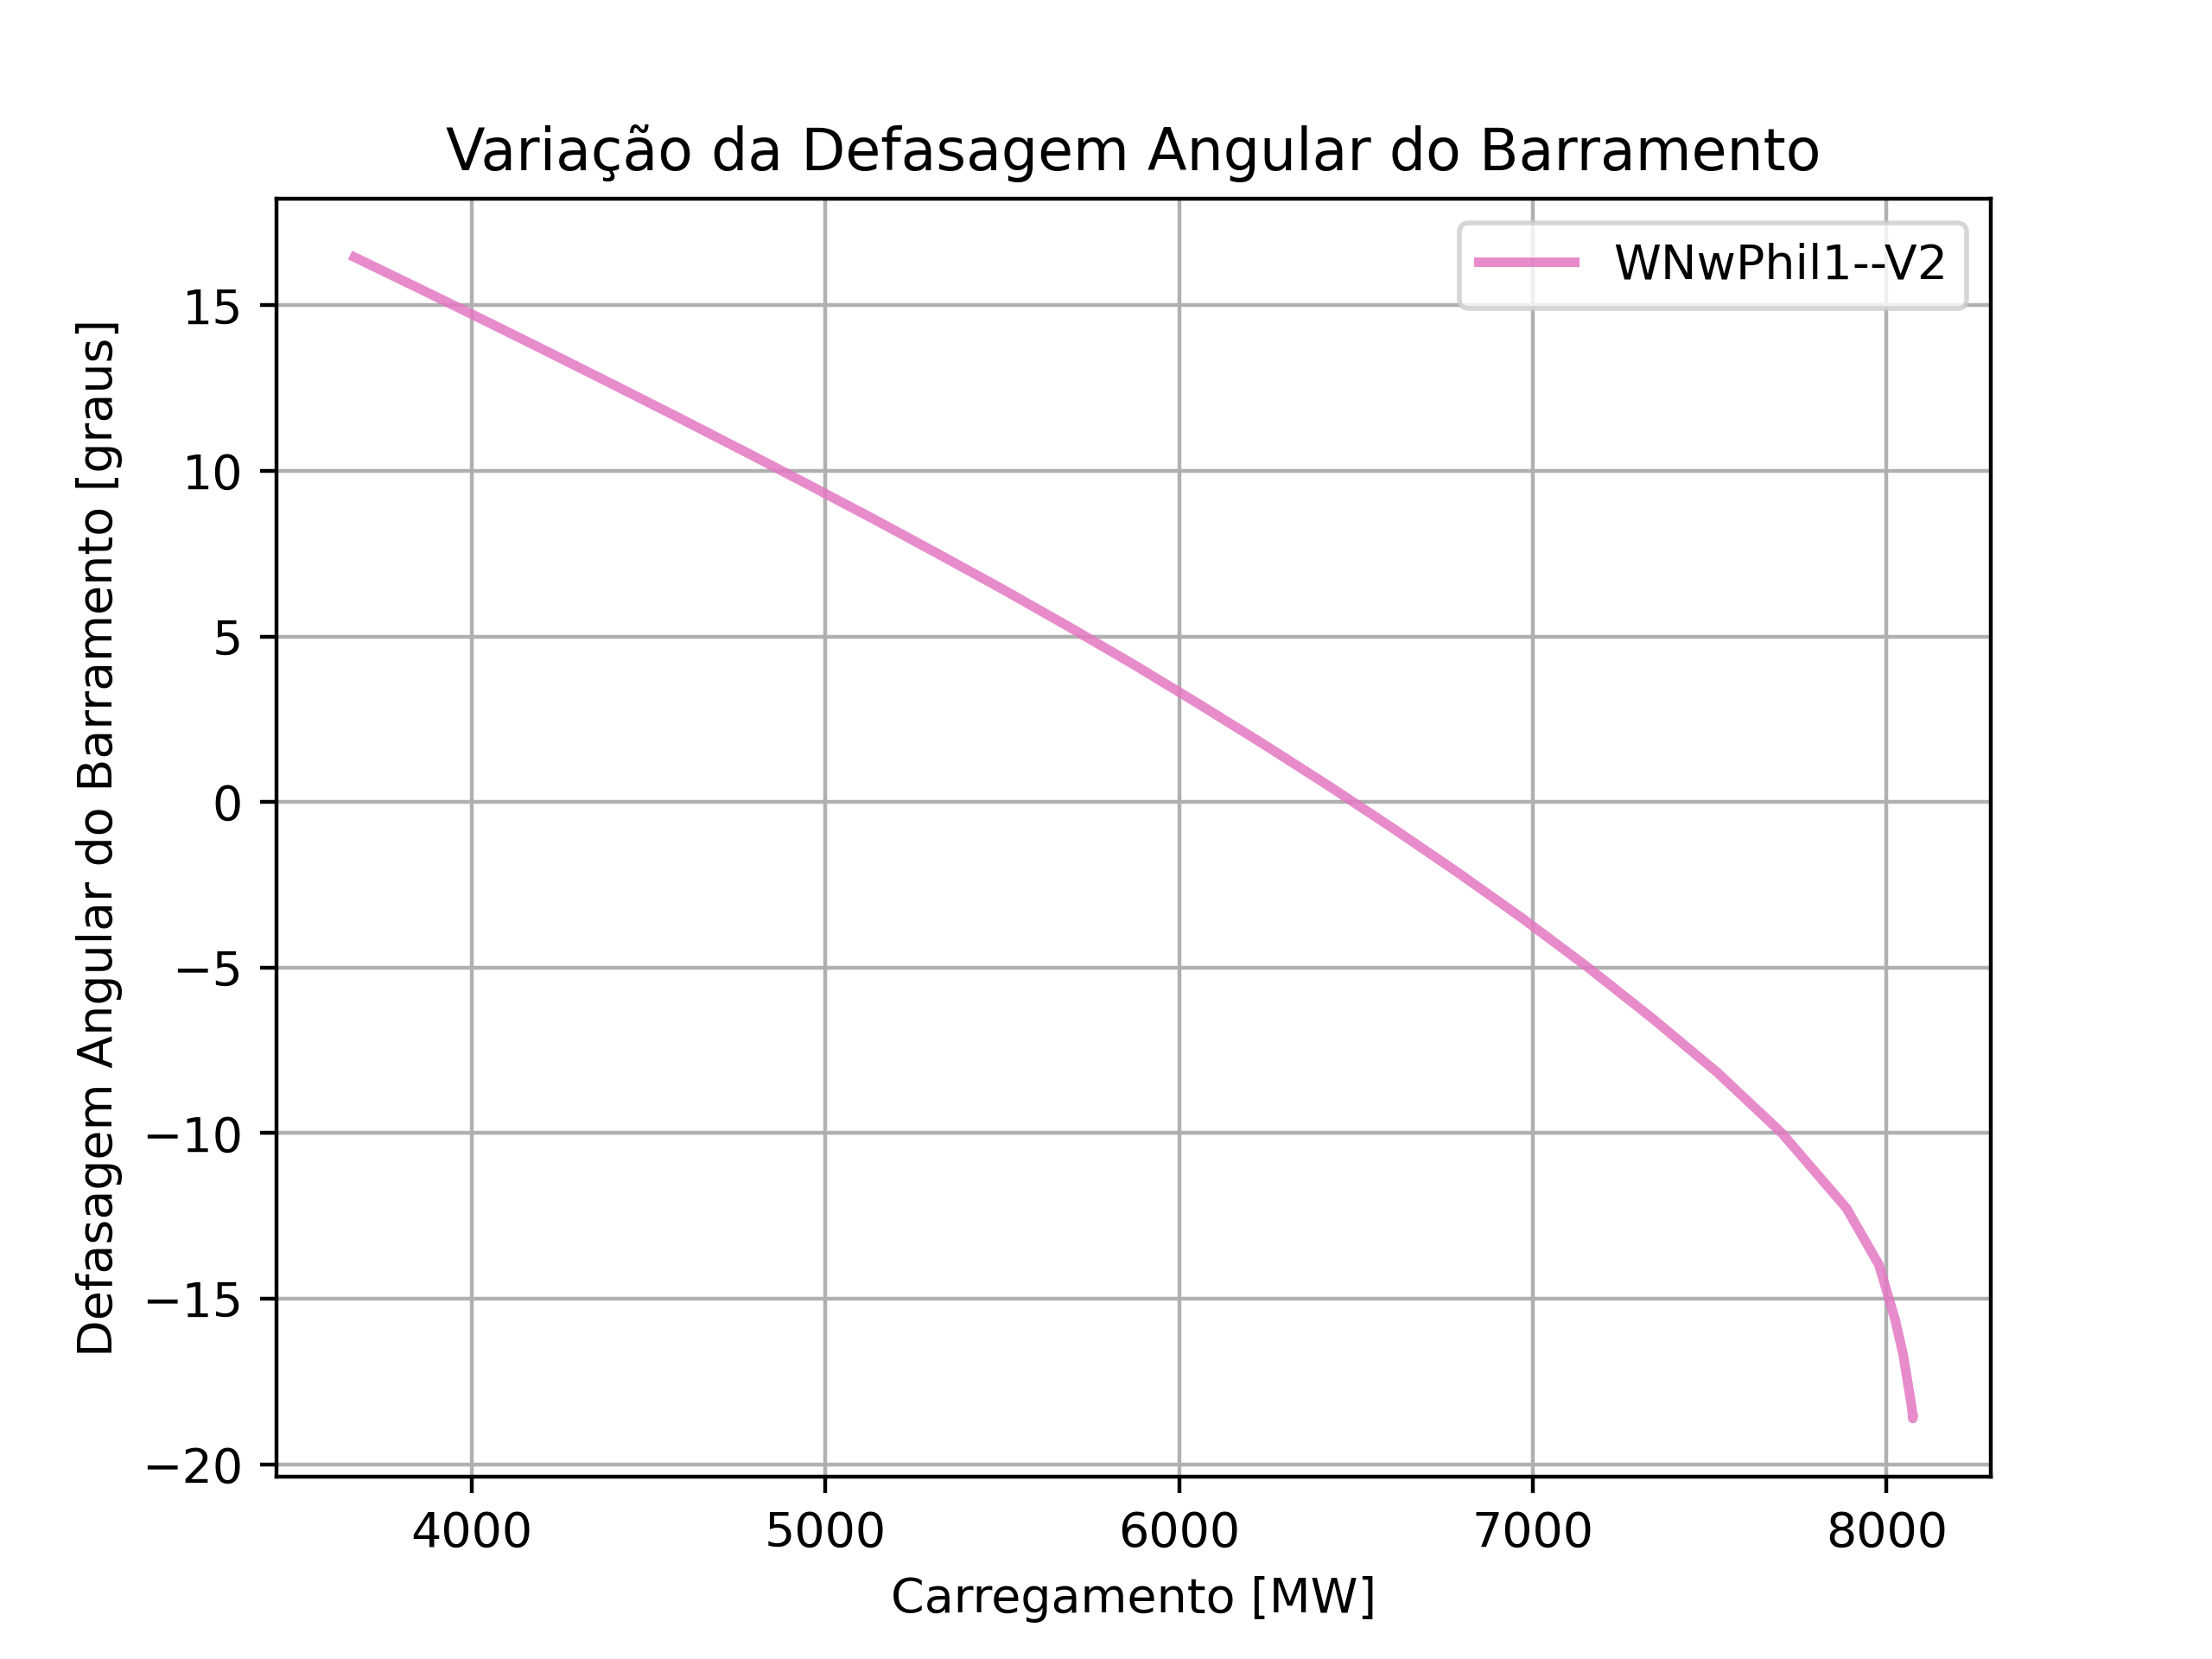 Variação da Defasagem Angular do Barramento
WNwPhil1--V2
Defasagem Angular do Barramento [graus]
15
10
5
0
−5
−10
−15
−20
4000 5000 6000 7000 8000
Carregamento [MW]